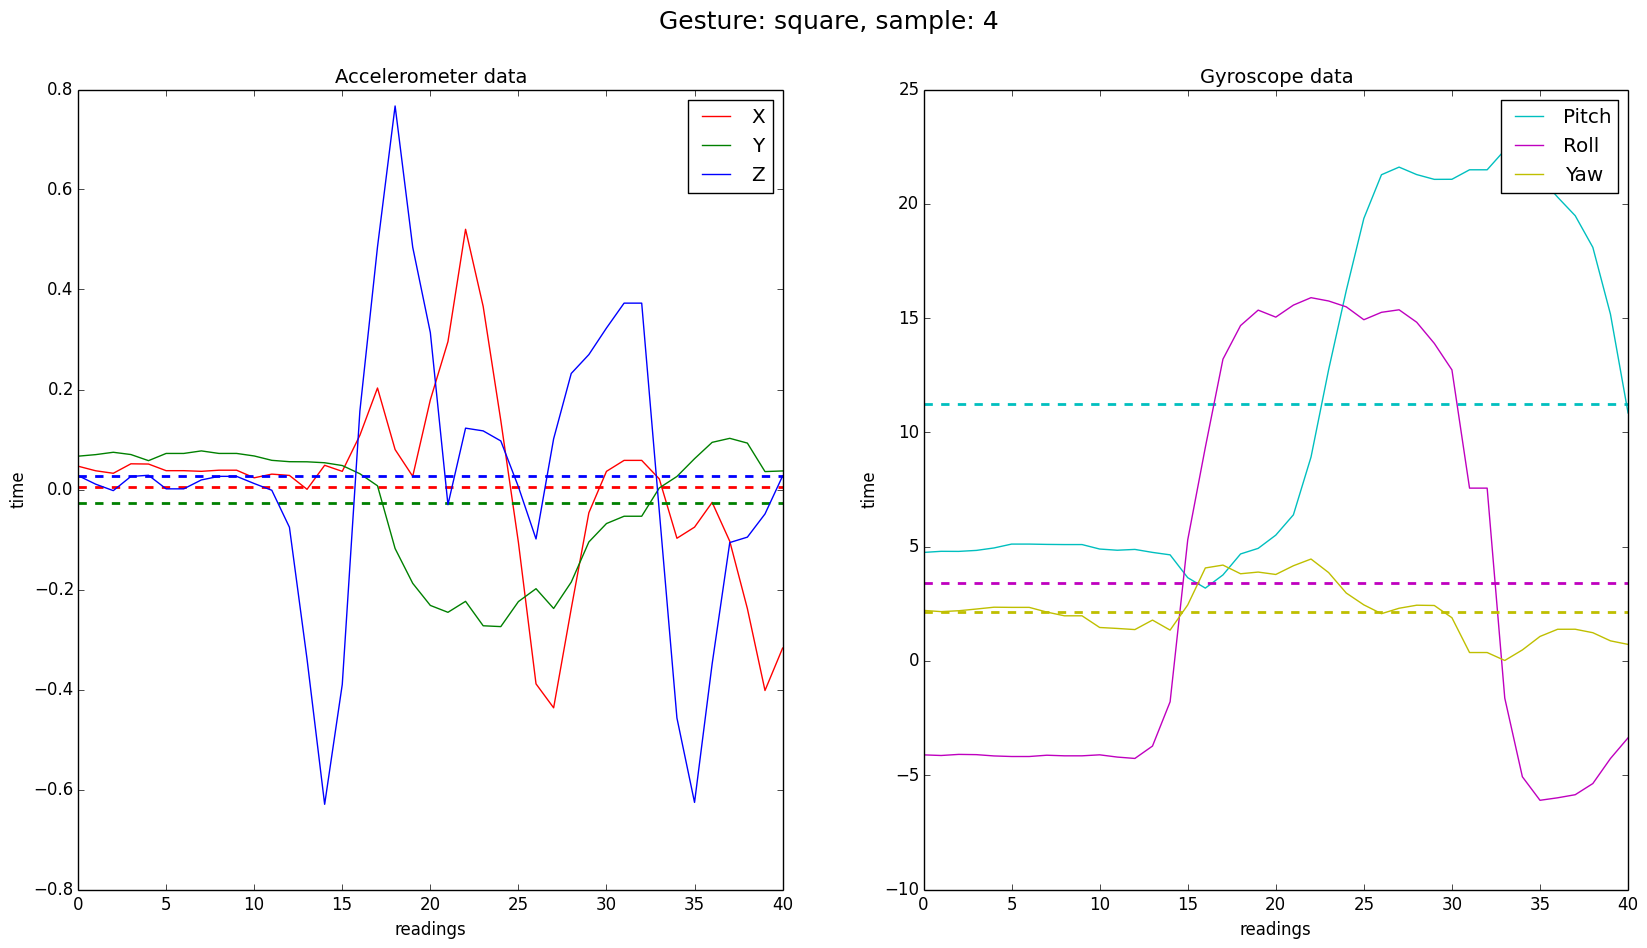 Gesture: square, sample: 4
Accelerometer data
0.8
0.6
0.4
0.2
0.0
−0.2
−0.4
−0.6
−0.8
time
X
Y
Z
0 5 10 15 20 25 30 35 40
readings
Gyroscope data
25
20
15
10
5
0
−5
−10
time
Pitch
Roll
Yaw
0 5 10 15 20 25 30 35 40
readings